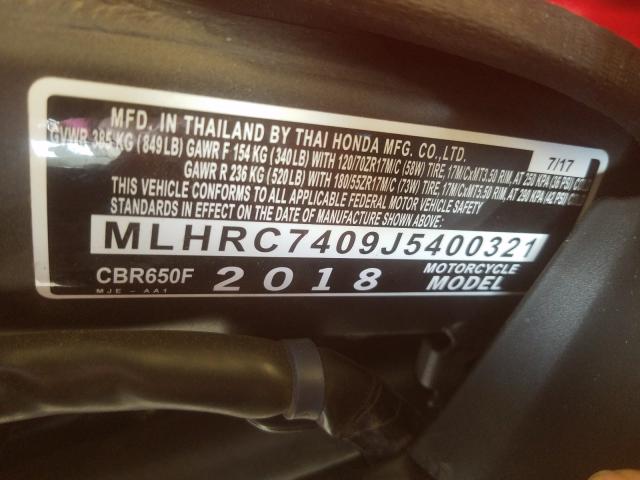 MFD. IN THAILAND BY THAI HONDA MFG. CO., LTD. 7/17
GVWR 385 KG (849 LB) GAWR F 154 KG (340 LB) WITH 120/70ZR17M/C (58W) TIRE, 17M/CxMT3.50 RIM, AT 250 KPA (36 PSI) COLD
GAWR R 236 KG (520 LB) WITH 180/55ZR17M/C (73W) TIRE, 17M/CxMT5.50 RIM, AT 290 KPA (42 PSI) COLD
THIS VEHICLE CONFORMS TO ALL APPLICABLE FEDERAL MOTOR VEHICLE SAFETY
STANDARDS IN EFFECT ON THE DATE OF MANUFACTURE SHOWN ABOVE:
MLHRC7409J5400321
CBR650F 2018 MOTORCYCLE
MJE - AA1 MODEL